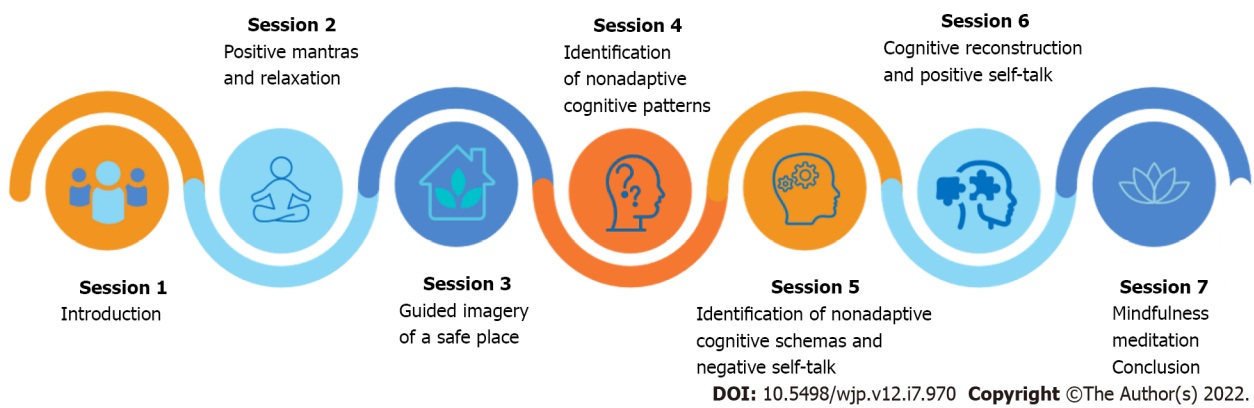 Session 1
Introduction
Session 2
Positive mantras
and relaxation
Session 3
Guided imagery
of a safe place
Session 4
Identification
of nonadaptive
cognitive patterns
Session 5
Identification of nonadaptive
cognitive schemas and
negative self-talk
Session 6
Cognitive reconstruction
and positive self-talk
Session 7
Mindfulness
meditation
Conclusion
DOI: 10.5498/wjp.v12.i7.970 Copyright ©The Author(s) 2022.